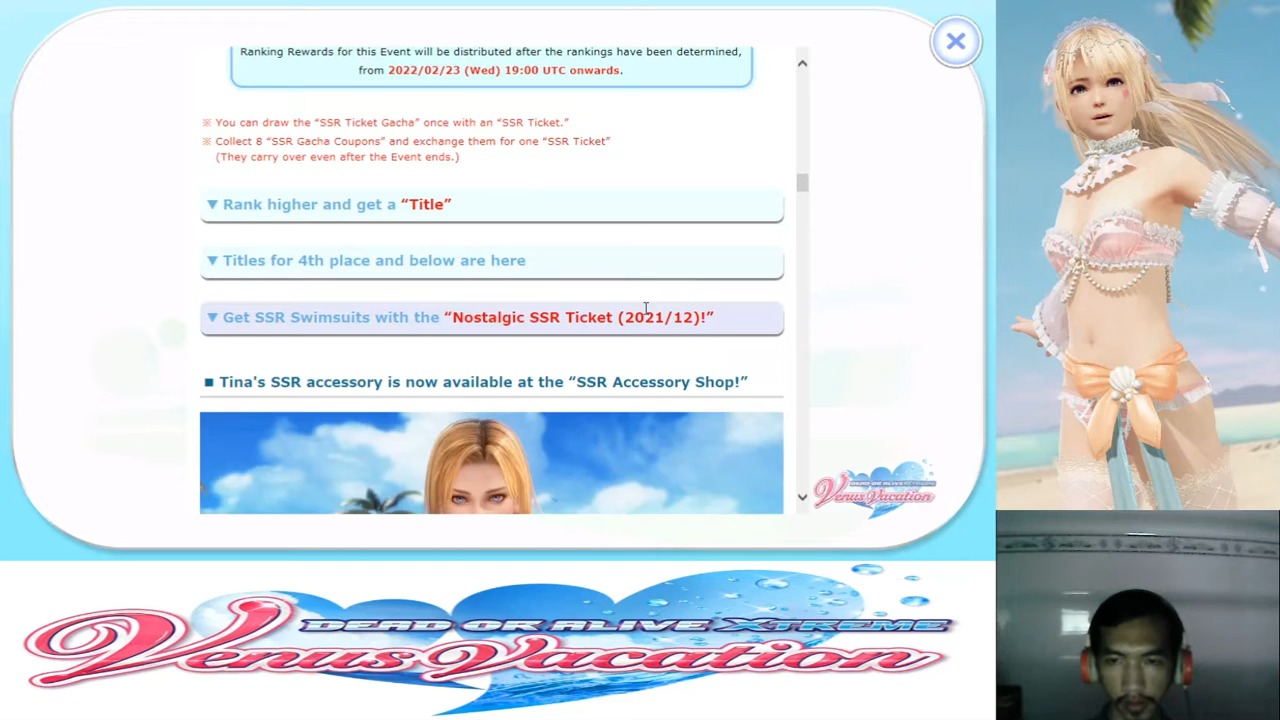 Ranking Rewards for this Event will be distributed after the rankings have been determined,
from 2022/02/23 (Wed) 19:00 UTC onwards.
※ You can draw the “SSR Ticket Gacha” once with an “SSR Ticket.”
※ Collect 8 “SSR Gacha Coupons” and exchange them for one “SSR Ticket”
(They carry over even after the Event ends.)
▼ Rank higher and get a “Title”
▼ Titles for 4th place and below are here
▼ Get SSR Swimsuits with the “Nostalgic SSR Ticket (2021/12)!”
■ Tina's SSR accessory is now available at the “SSR Accessory Shop!”
DEAD OR ALIVE XTREME
Venus Vacation
DEAD OR ALIVE XTREME
Venus Vacation